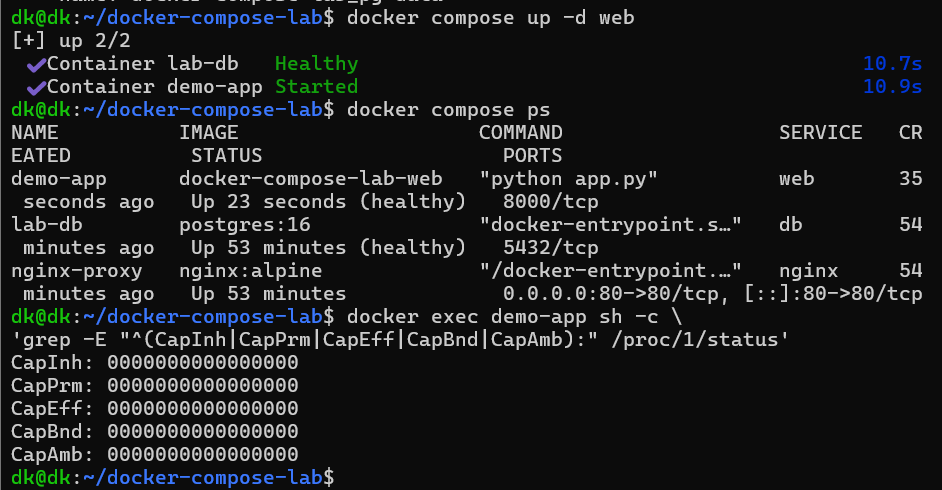 dk@dk:~/docker-compose-lab$ docker compose up -d web
[+] up 2/2
✔Container lab-db   Healthy                                            10.7s
✔Container demo-app Started                                            10.9s
dk@dk:~/docker-compose-lab$ docker compose ps
NAME          IMAGE                    COMMAND                  SERVICE   CR
EATED          STATUS                    PORTS
demo-app      docker-compose-lab-web   "python app.py"          web       35
 seconds ago   Up 23 seconds (healthy)   8000/tcp
lab-db        postgres:16              "docker-entrypoint.s…"   db        54
 minutes ago   Up 53 minutes (healthy)   5432/tcp
nginx-proxy   nginx:alpine             "/docker-entrypoint.…"   nginx     54
 minutes ago   Up 53 minutes             0.0.0.0:80->80/tcp, [::]:80->80/tcp
dk@dk:~/docker-compose-lab$ docker exec demo-app sh -c \
'grep -E "^(CapInh|CapPrm|CapEff|CapBnd|CapAmb):" /proc/1/status'
CapInh: 0000000000000000
CapPrm: 0000000000000000
CapEff: 0000000000000000
CapBnd: 0000000000000000
CapAmb: 0000000000000000
dk@dk:~/docker-compose-lab$